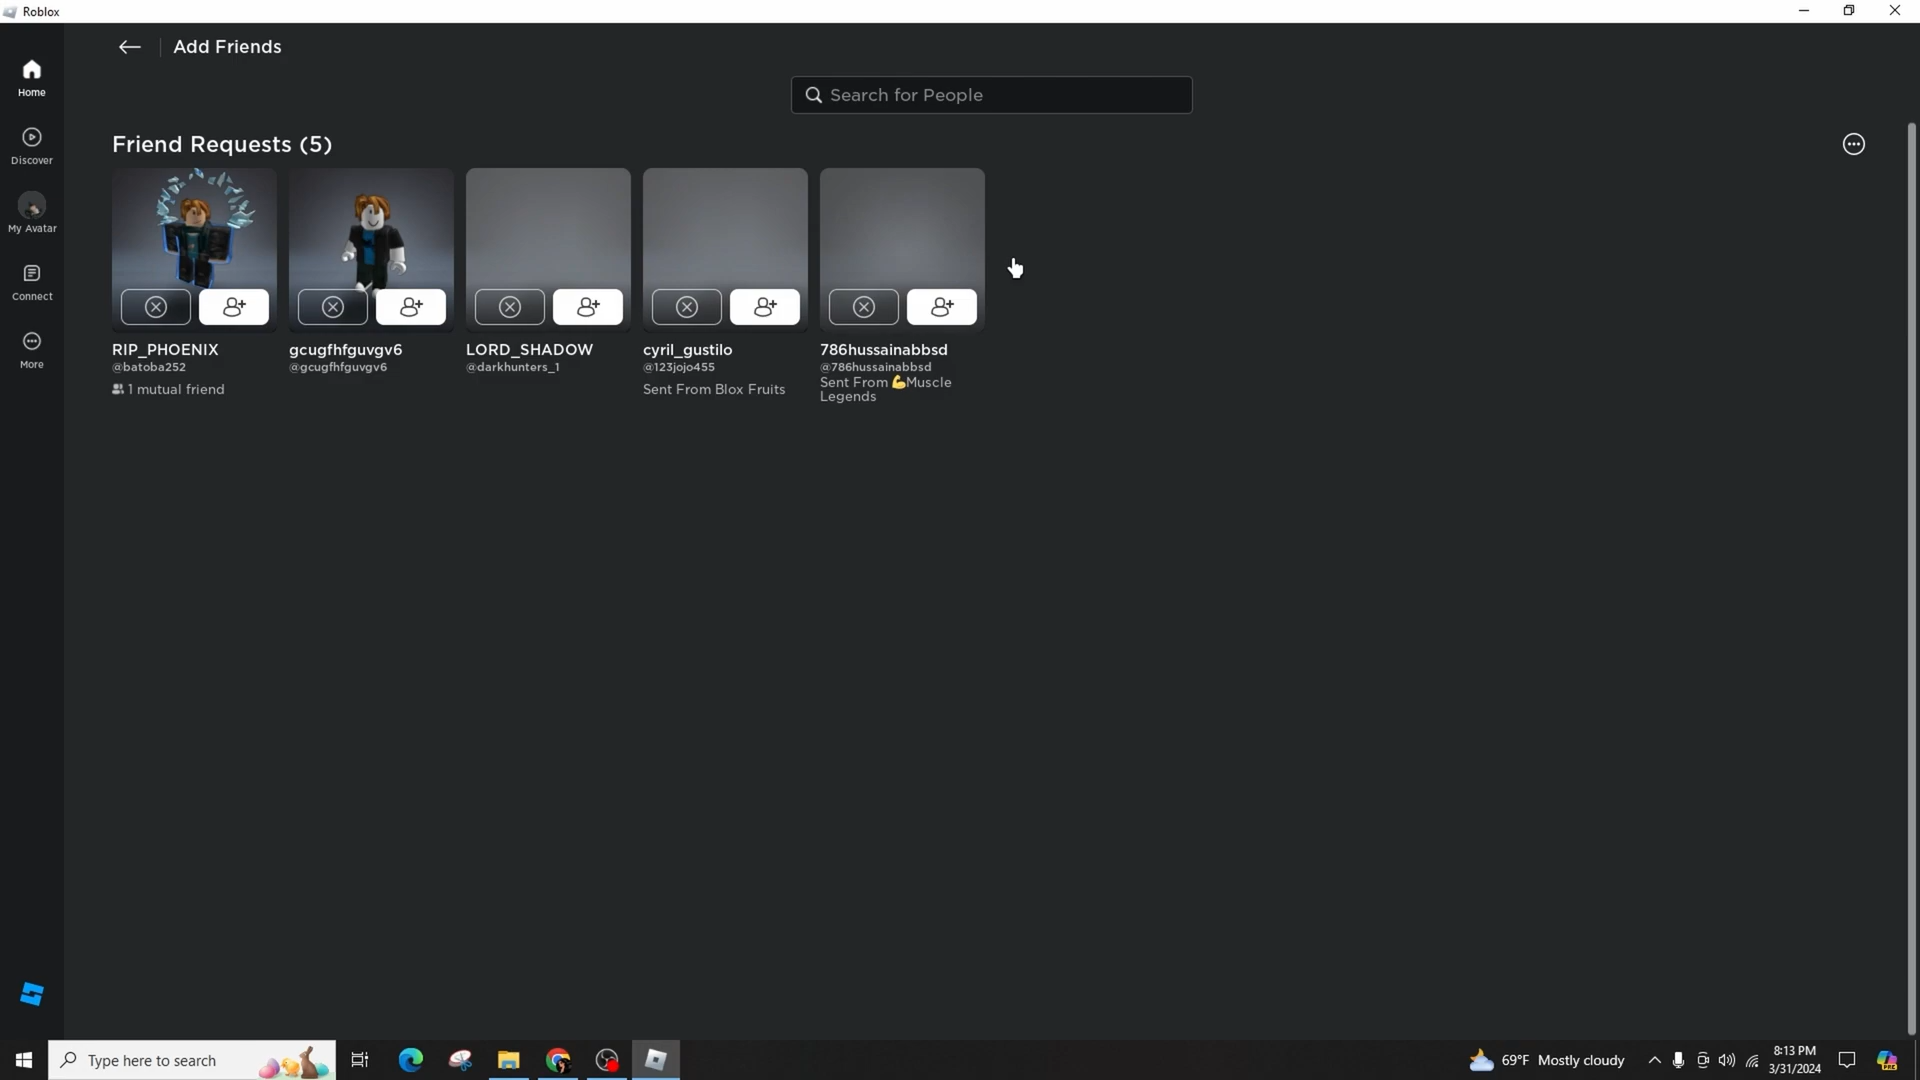 Roblox
Add Friends
Search for People
Home
Discover
My Avatar
Connect
More
Friend Requests (5)
RIP_PHOENIX
@batoba252
1 mutual friend
gcugfhfguvgv6
@gcugfhfguvgv6
LORD_SHADOW
@darkhunters_1
cyril_gustilo
@123jojo455
Sent From Blox Fruits
786hussainabbsd
@786hussainabbsd
Sent From 💪Muscle
Legends
Type here to search
69°F Mostly cloudy
8:13 PM
3/31/2024
PRE